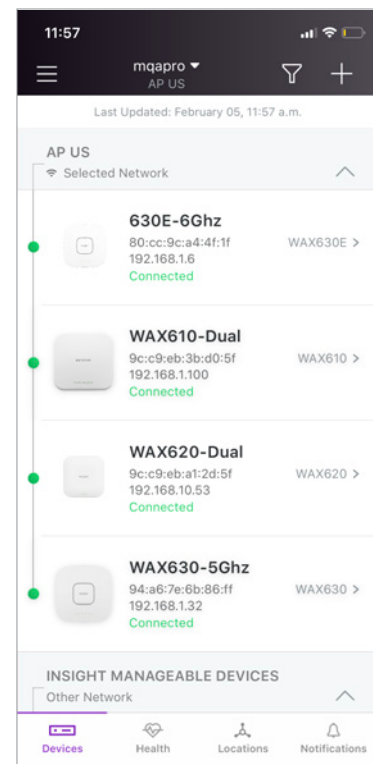 11:57
mqapro
AP US
Last Updated: February 05, 11:57 a.m.
AP US
Selected Network
630E-6Ghz
80:cc:9c:a4:4f:1f
WAX630E >
192.168.1.6
Connected
WAX610-Dual
9c:c9:eb:3b:d0:5f
WAX610 >
192.168.1.100
Connected
WAX620-Dual
9c:c9:eb:a1:2d:5f
WAX620 >
192.168.10.53
Connected
WAX630-5Ghz
94:a6:7e:6b:86:ff
WAX630 >
192.168.1.32
Connected
INSIGHT MANAGEABLE DEVICES
Other Network
Devices Health Locations Notifications